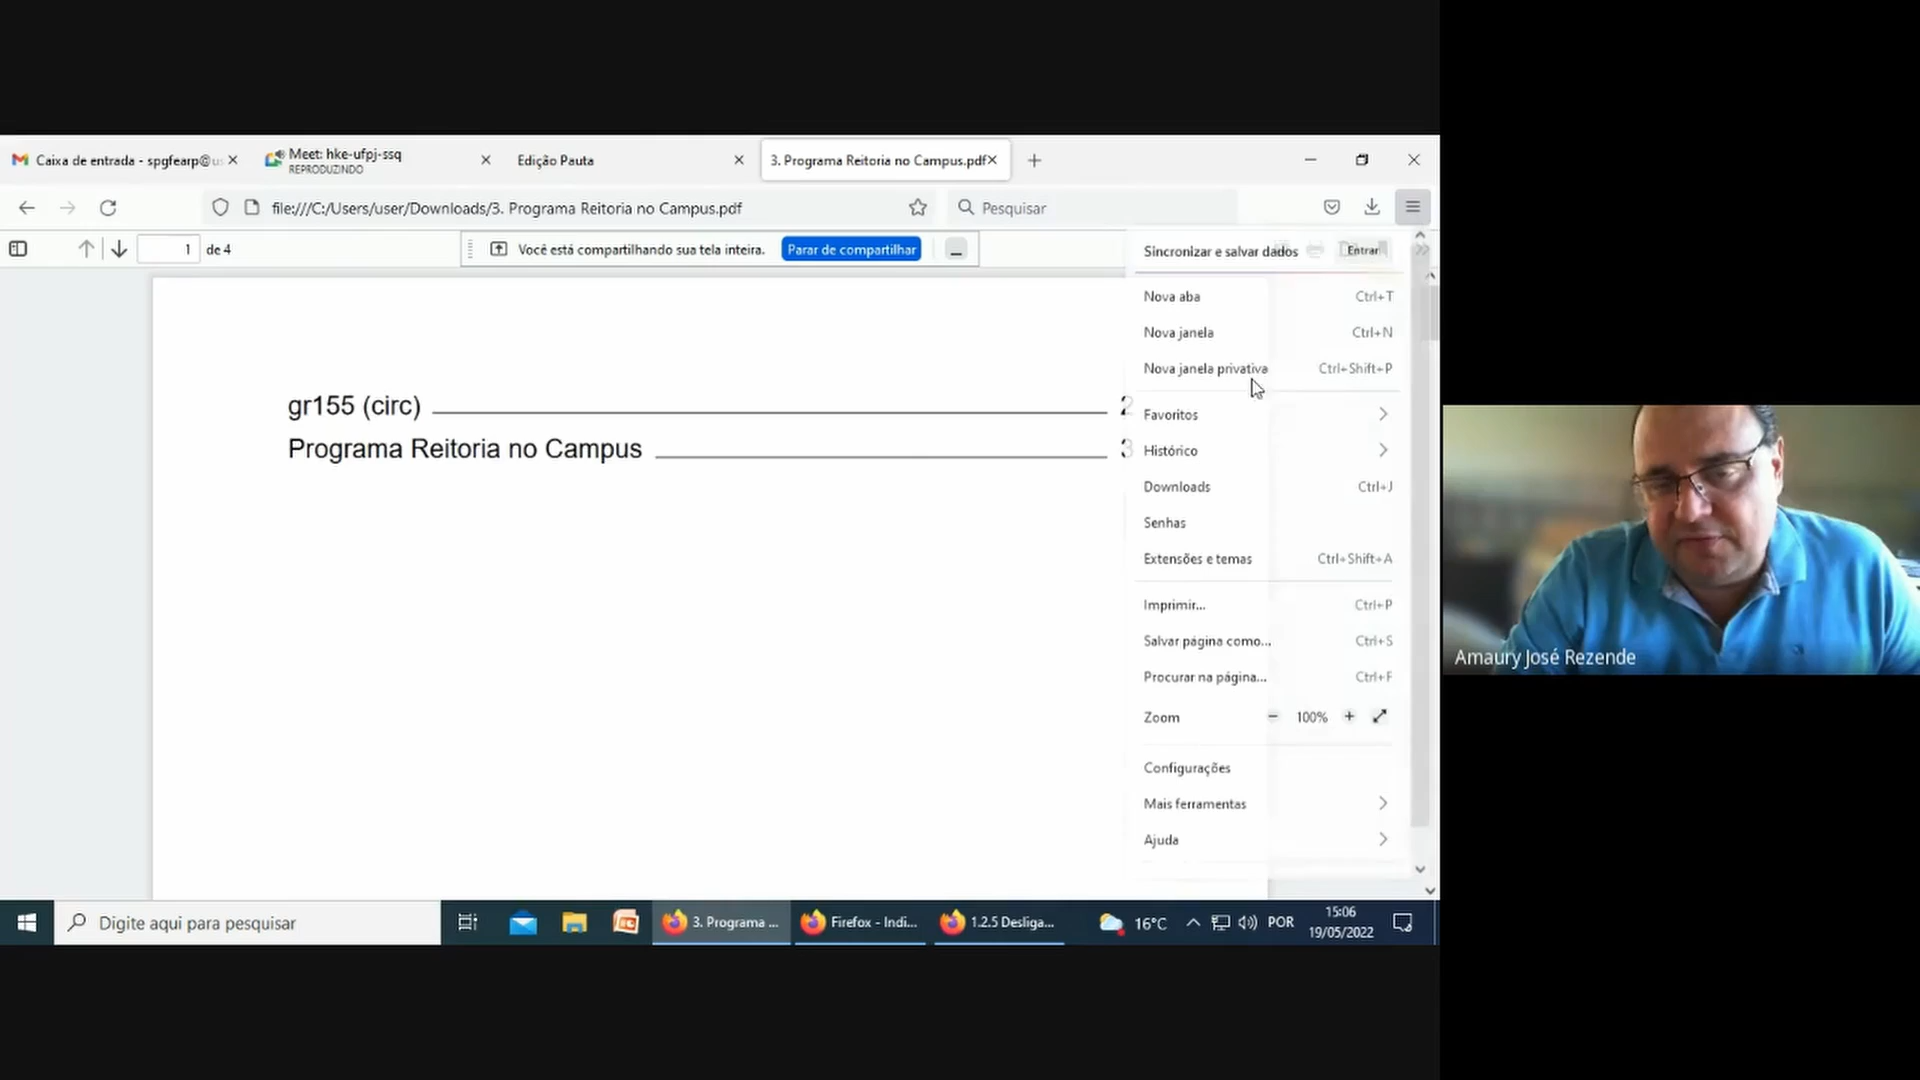 Caixa de entrada - spgfearp@us
Meet: hke-ufpj-ssq
REPRODUZINDO
Edição Pauta
3. Programa Reitoria no Campus.pdf
file:///C:/Users/user/Downloads/3. Programa Reitoria no Campus.pdf
Pesquisar
1 de 4
Você está compartilhando sua tela inteira.
Parar de compartilhar
Sincronizar e salvar dados
Entrar
Nova aba Ctrl+T
Nova janela Ctrl+N
Nova janela privativa Ctrl+Shift+P
Favoritos
Histórico
Downloads Ctrl+J
Senhas
Extensões e temas Ctrl+Shift+A
Imprimir... Ctrl+P
Salvar página como... Ctrl+S
Procurar na página... Ctrl+F
Zoom 100%
Configurações
Mais ferramentas
Ajuda
gr155 (circ) 2
Programa Reitoria no Campus 3
Amaury José Rezende
Digite aqui para pesquisar
3. Programa ...
Firefox - Indi...
1.2.5 Desliga...
16°C
POR
15:06
19/05/2022